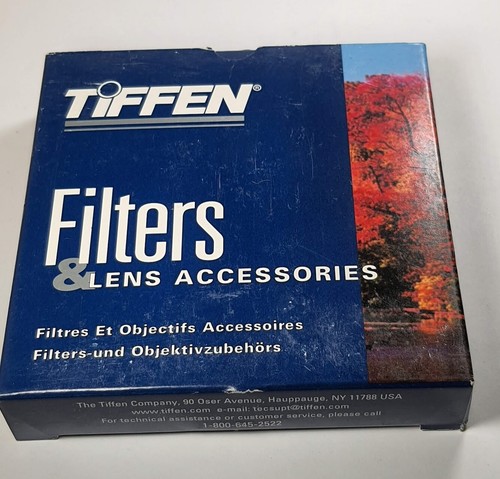 TIFFEN®
Filters
& LENS ACCESSORIES
Filtres Et Objectifs Accessoires
Filters-und Objektivzubehörs
The Tiffen Company, 90 Oser Avenue, Hauppauge, NY 11788 USA
www.tiffen.com e-mail: tecsupt@tiffen.com
For technical assistance or customer service, please call
1-800-645-2522